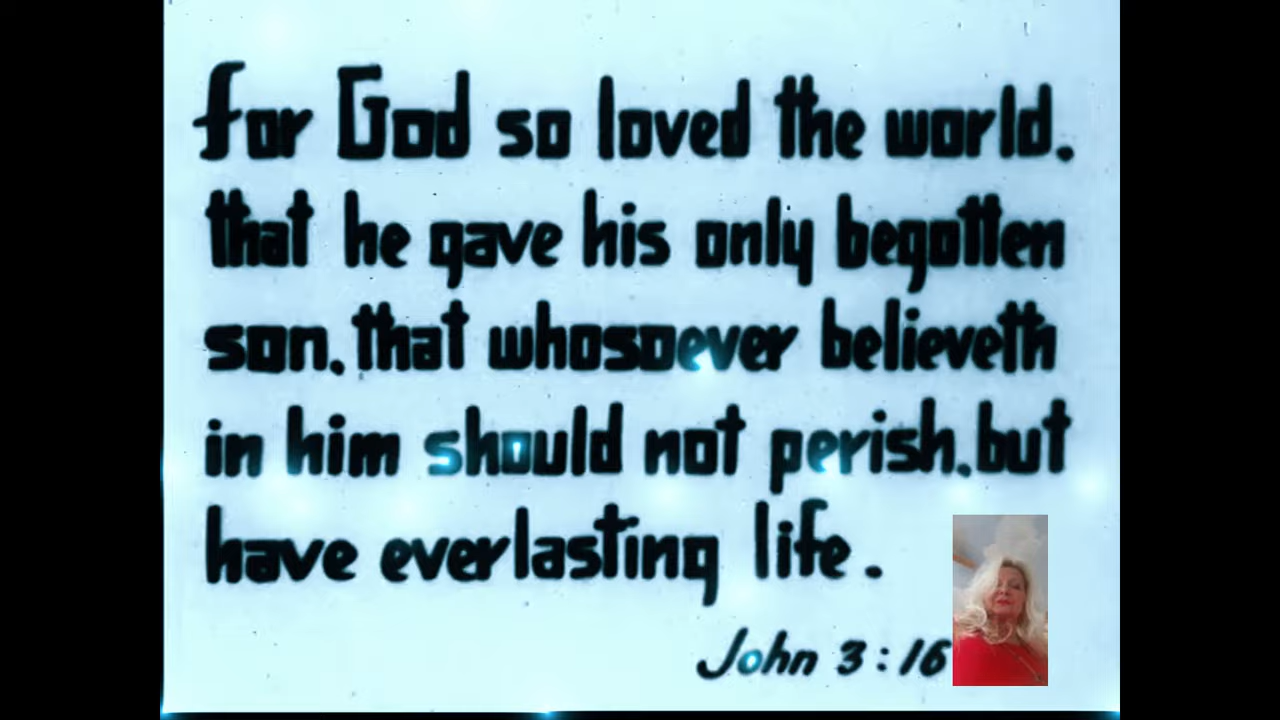 for God so loved the world.
that he gave his only begotten
son. that whosoever believeth
in him should not perish. but
have everlasting life.
John 3:16